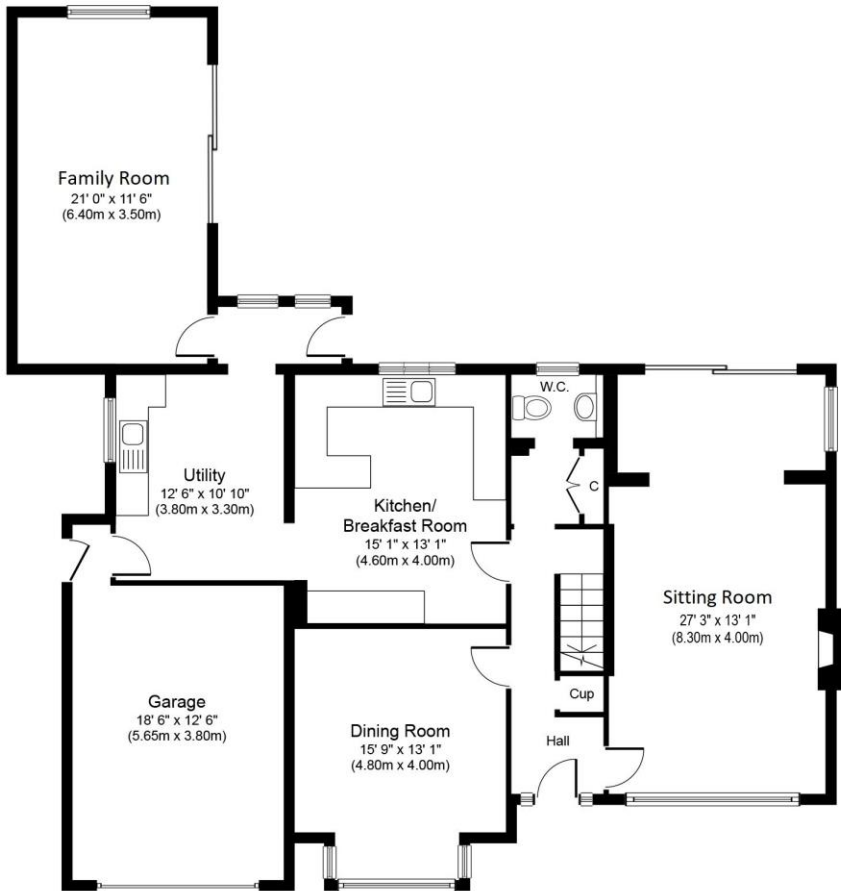 Family Room
21' 0" x 11' 6"
(6.40m x 3.50m)
W.C.
Utility
12' 6" x 10' 10"
(3.80m x 3.30m)
C
Kitchen/
Breakfast Room
15' 1" x 13' 1"
(4.60m x 4.00m)
Sitting Room
27' 3" x 13' 1"
(8.30m x 4.00m)
Garage
18' 6" x 12' 6"
(5.65m x 3.80m)
Cup
Dining Room
15' 9" x 13' 1"
(4.80m x 4.00m)
Hall